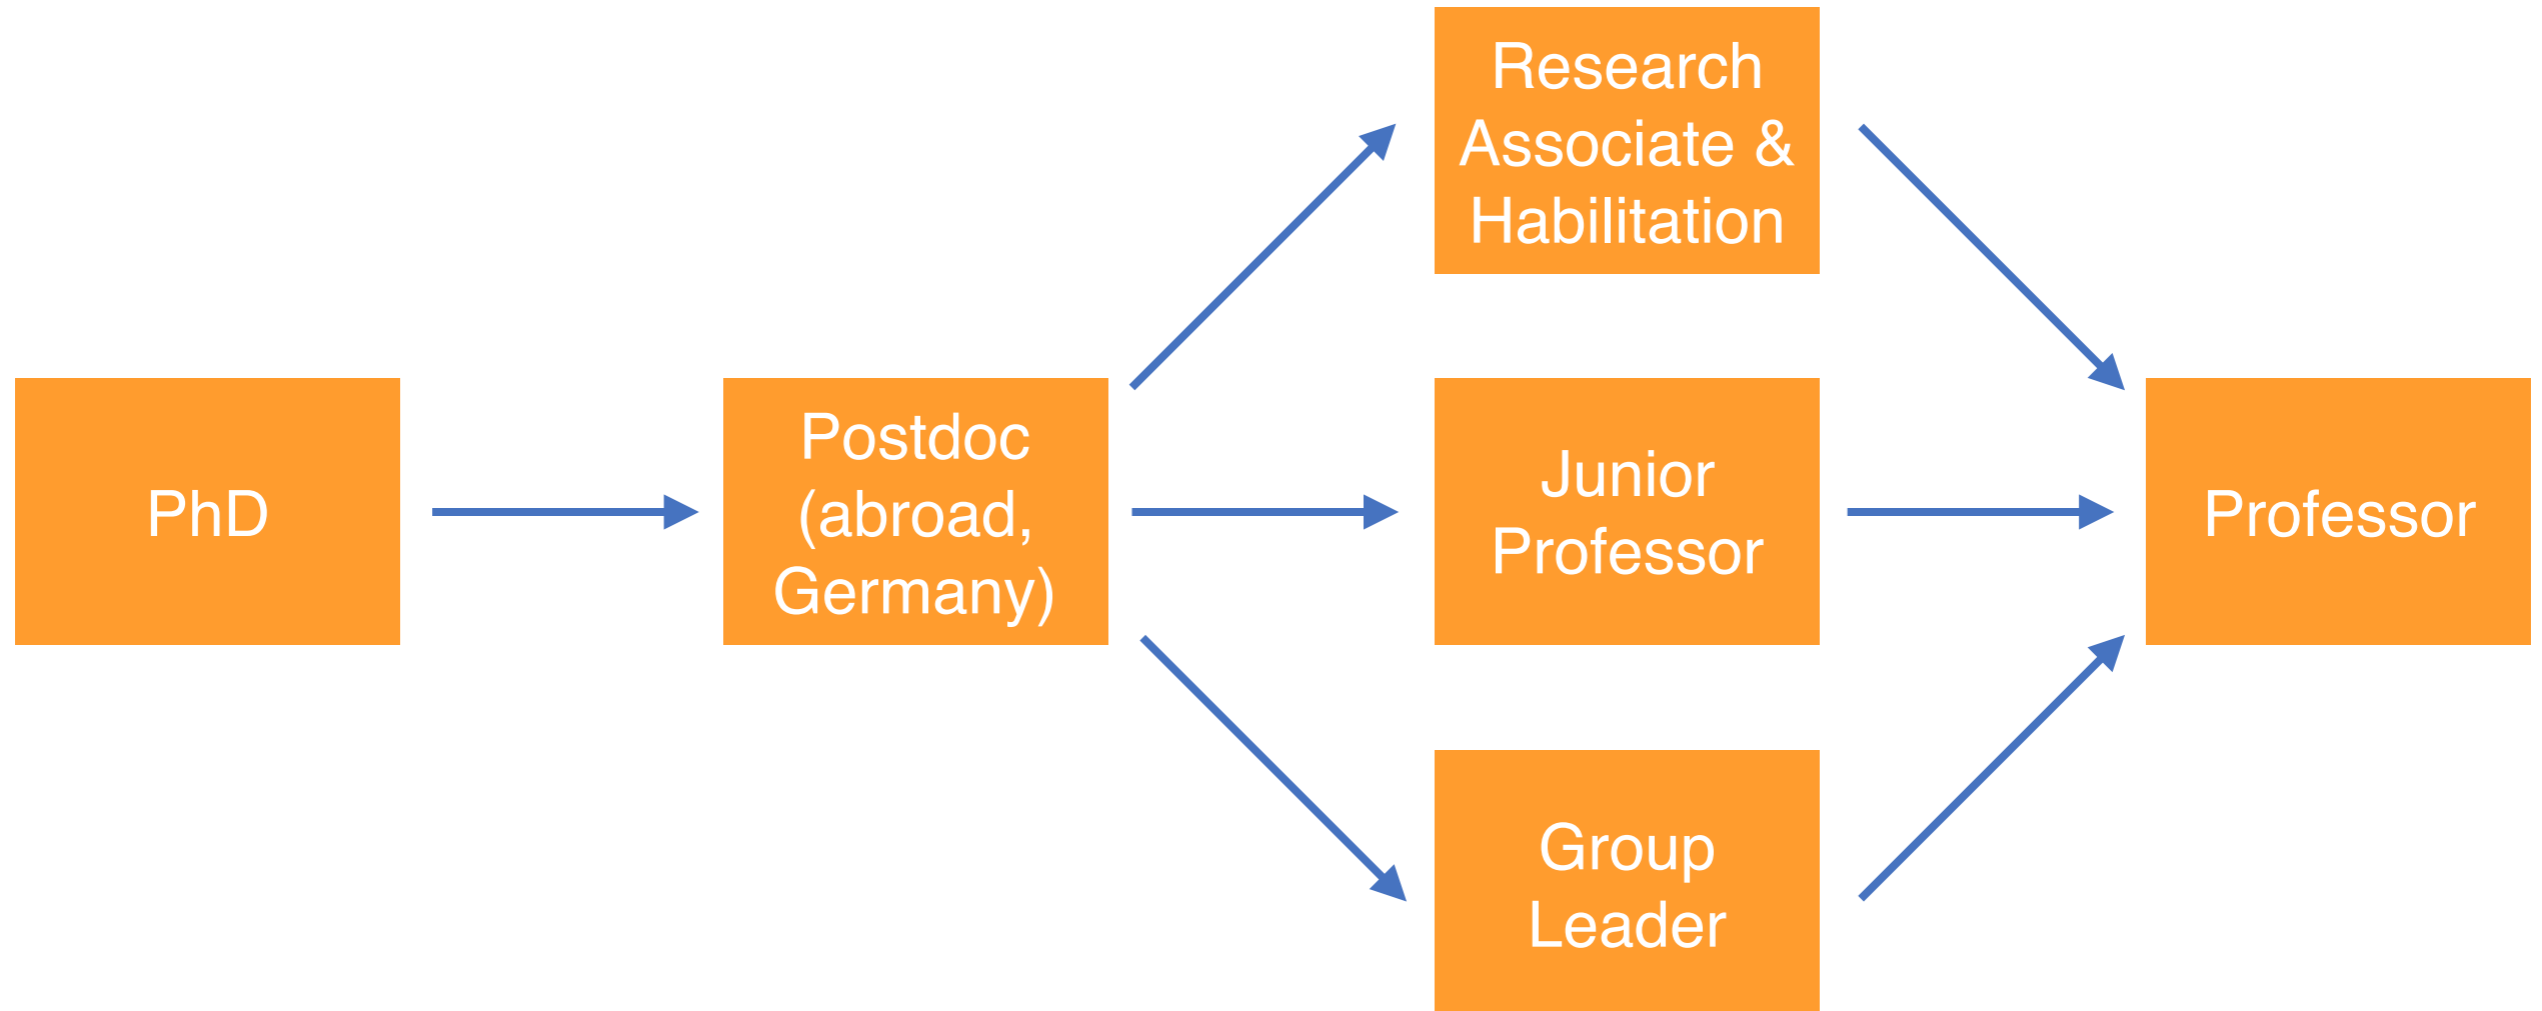 PhD
Postdoc
(abroad,
Germany)
Research
Associate &
Habilitation
Junior
Professor
Group
Leader
Professor